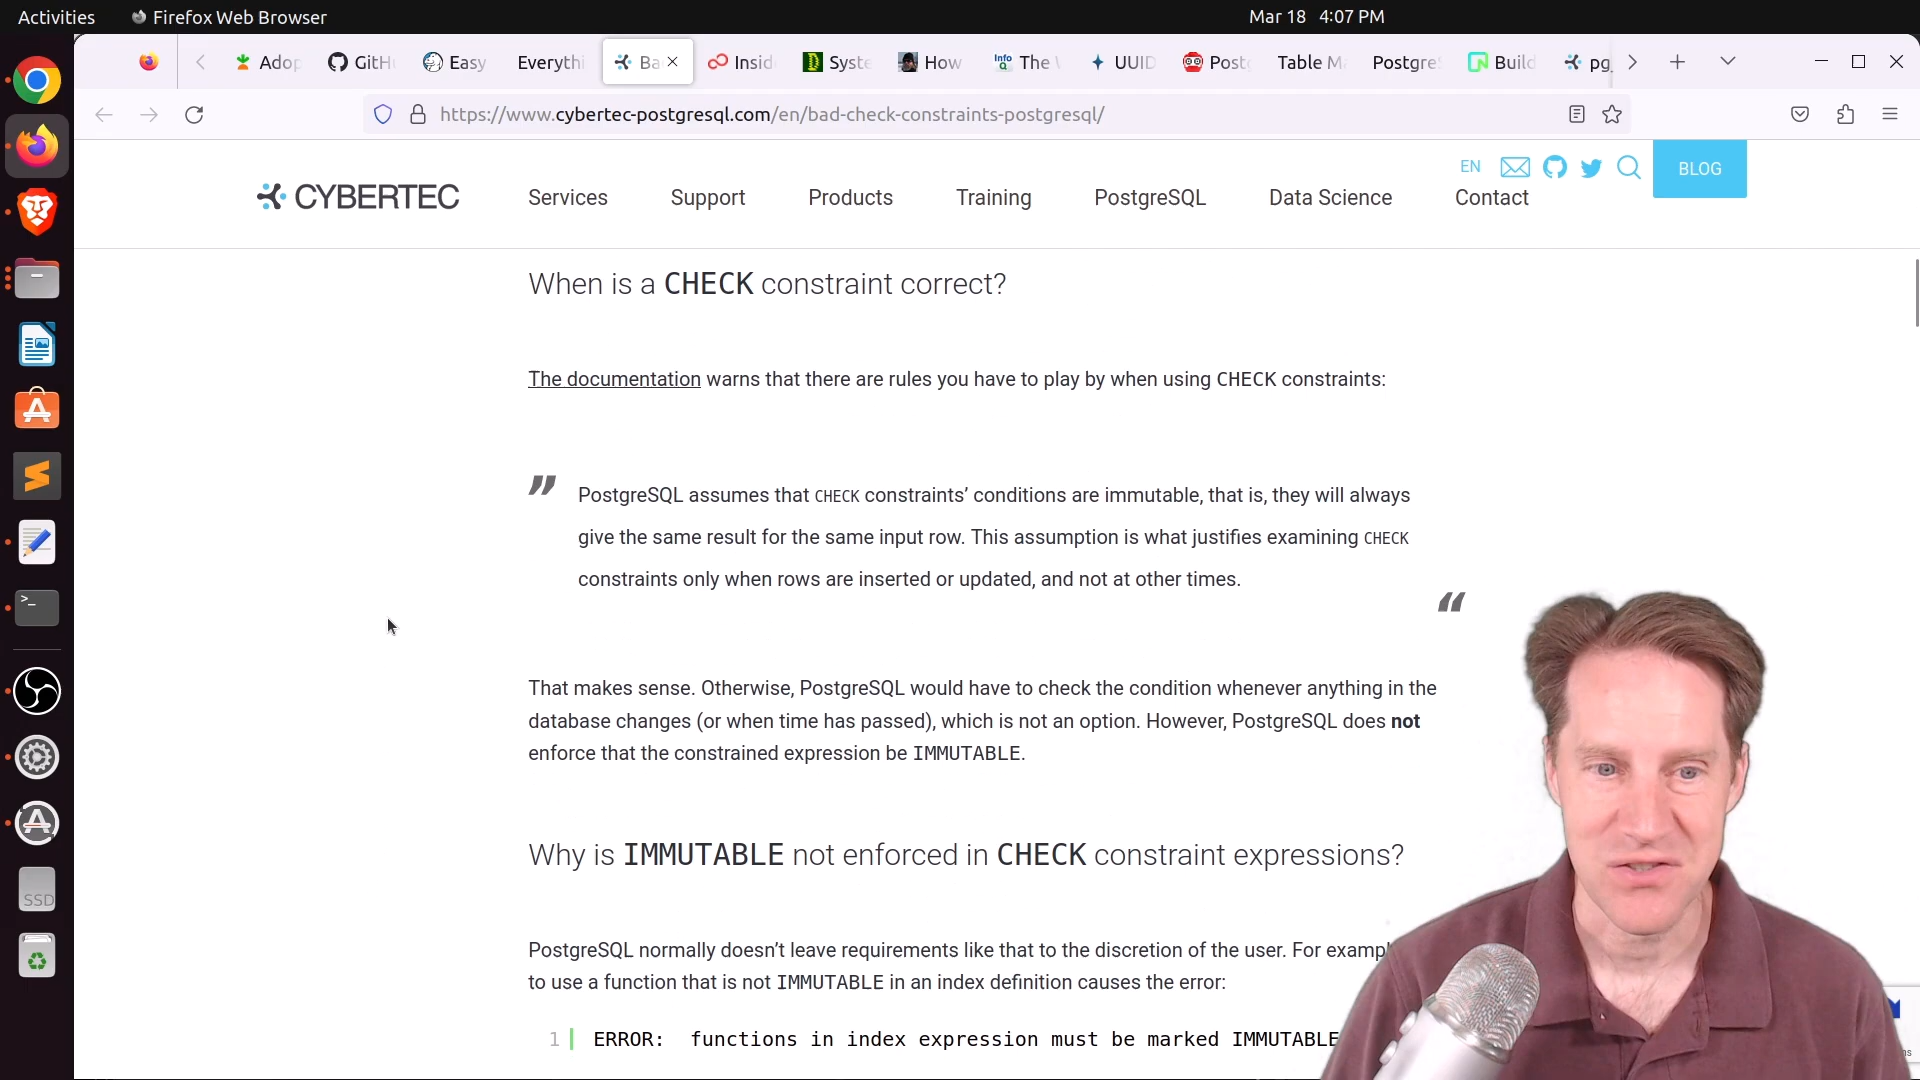 Activities
Firefox Web Browser
Mar 18 4:07 PM
Adop
GitH
Easy
Everythi
Ba
Insid
Syste
How
Info
Q
The
UUID
Postg
Table M
Postgre
Build
pg_
https://www.cybertec-postgresql.com/en/bad-check-constraints-postgresql/
CYBERTEC
Services
Support
Products
Training
PostgreSQL
Data Science
Contact
EN
BLOG
When is a CHECK constraint correct?
The documentation warns that there are rules you have to play by when using CHECK constraints:
PostgreSQL assumes that CHECK constraints’ conditions are immutable, that is, they will always
give the same result for the same input row. This assumption is what justifies examining CHECK
constraints only when rows are inserted or updated, and not at other times.
That makes sense. Otherwise, PostgreSQL would have to check the condition whenever anything in the
database changes (or when time has passed), which is not an option. However, PostgreSQL does not
enforce that the constrained expression be IMMUTABLE.
Why is IMMUTABLE not enforced in CHECK constraint expressions?
PostgreSQL normally doesn’t leave requirements like that to the discretion of the user. For examp
to use a function that is not IMMUTABLE in an index definition causes the error:
1 ERROR: functions in index expression must be marked IMMUTABLE
SSD